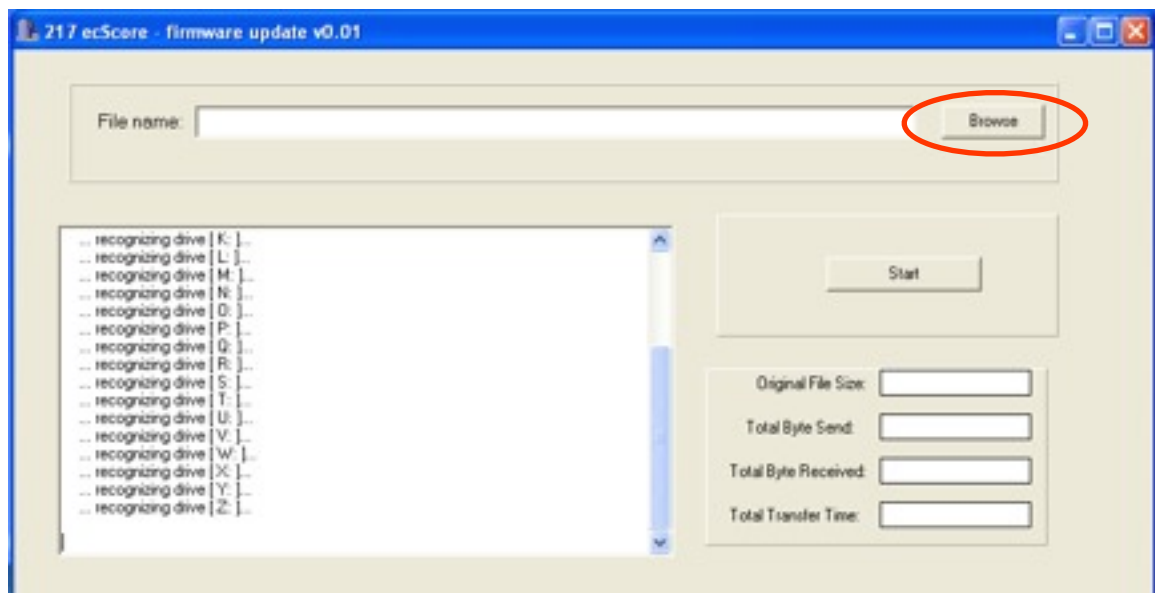 217 ecScore - firmware update v0.01
File name:
Browse
... recognizing drive [ K: ]...
... recognizing drive [ L: ]...
... recognizing drive [ M: ]...
... recognizing drive [ N: ]...
... recognizing drive [ O: ]...
... recognizing drive [ P: ]...
... recognizing drive [ Q: ]...
... recognizing drive [ R: ]...
... recognizing drive [ S: ]...
... recognizing drive [ T: ]...
... recognizing drive [ U: ]...
... recognizing drive [ V: ]...
... recognizing drive [ W: ]...
... recognizing drive [ X: ]...
... recognizing drive [ Y: ]...
... recognizing drive [ Z: ]...
Start
Original File Size:
Total Byte Send:
Total Byte Received:
Total Transfer Time: